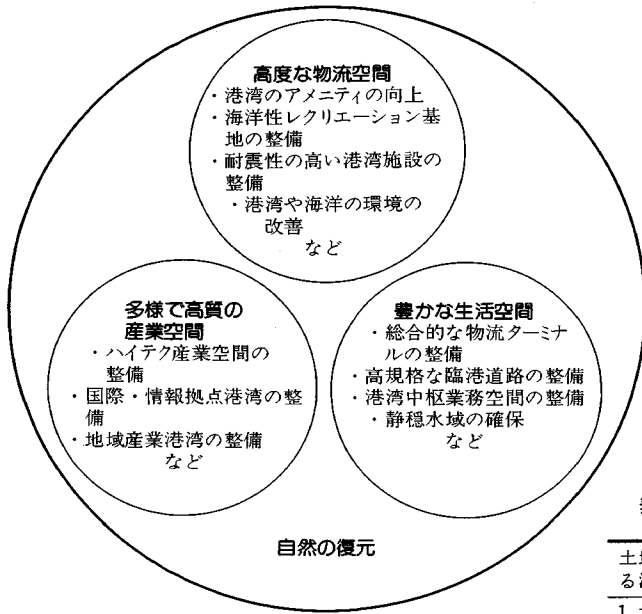 高度な物流空間
・港湾のアメニティの向上
・海洋性レクリエーション基
地の整備
・耐震性の高い港湾施設の
整備
・港湾や海洋の環境の
改善
など
多様で高質の
産業空間
・ハイテク産業空間の
整備
・国際・情報拠点港湾の整
備
・地域産業港湾の整備
など
豊かな生活空間
・総合的な物流ターミナ
ルの整備
・高規格な臨港道路の整備
・港湾中枢業務空間の整備
・静穏水域の確保
など
自然の復元
る
1